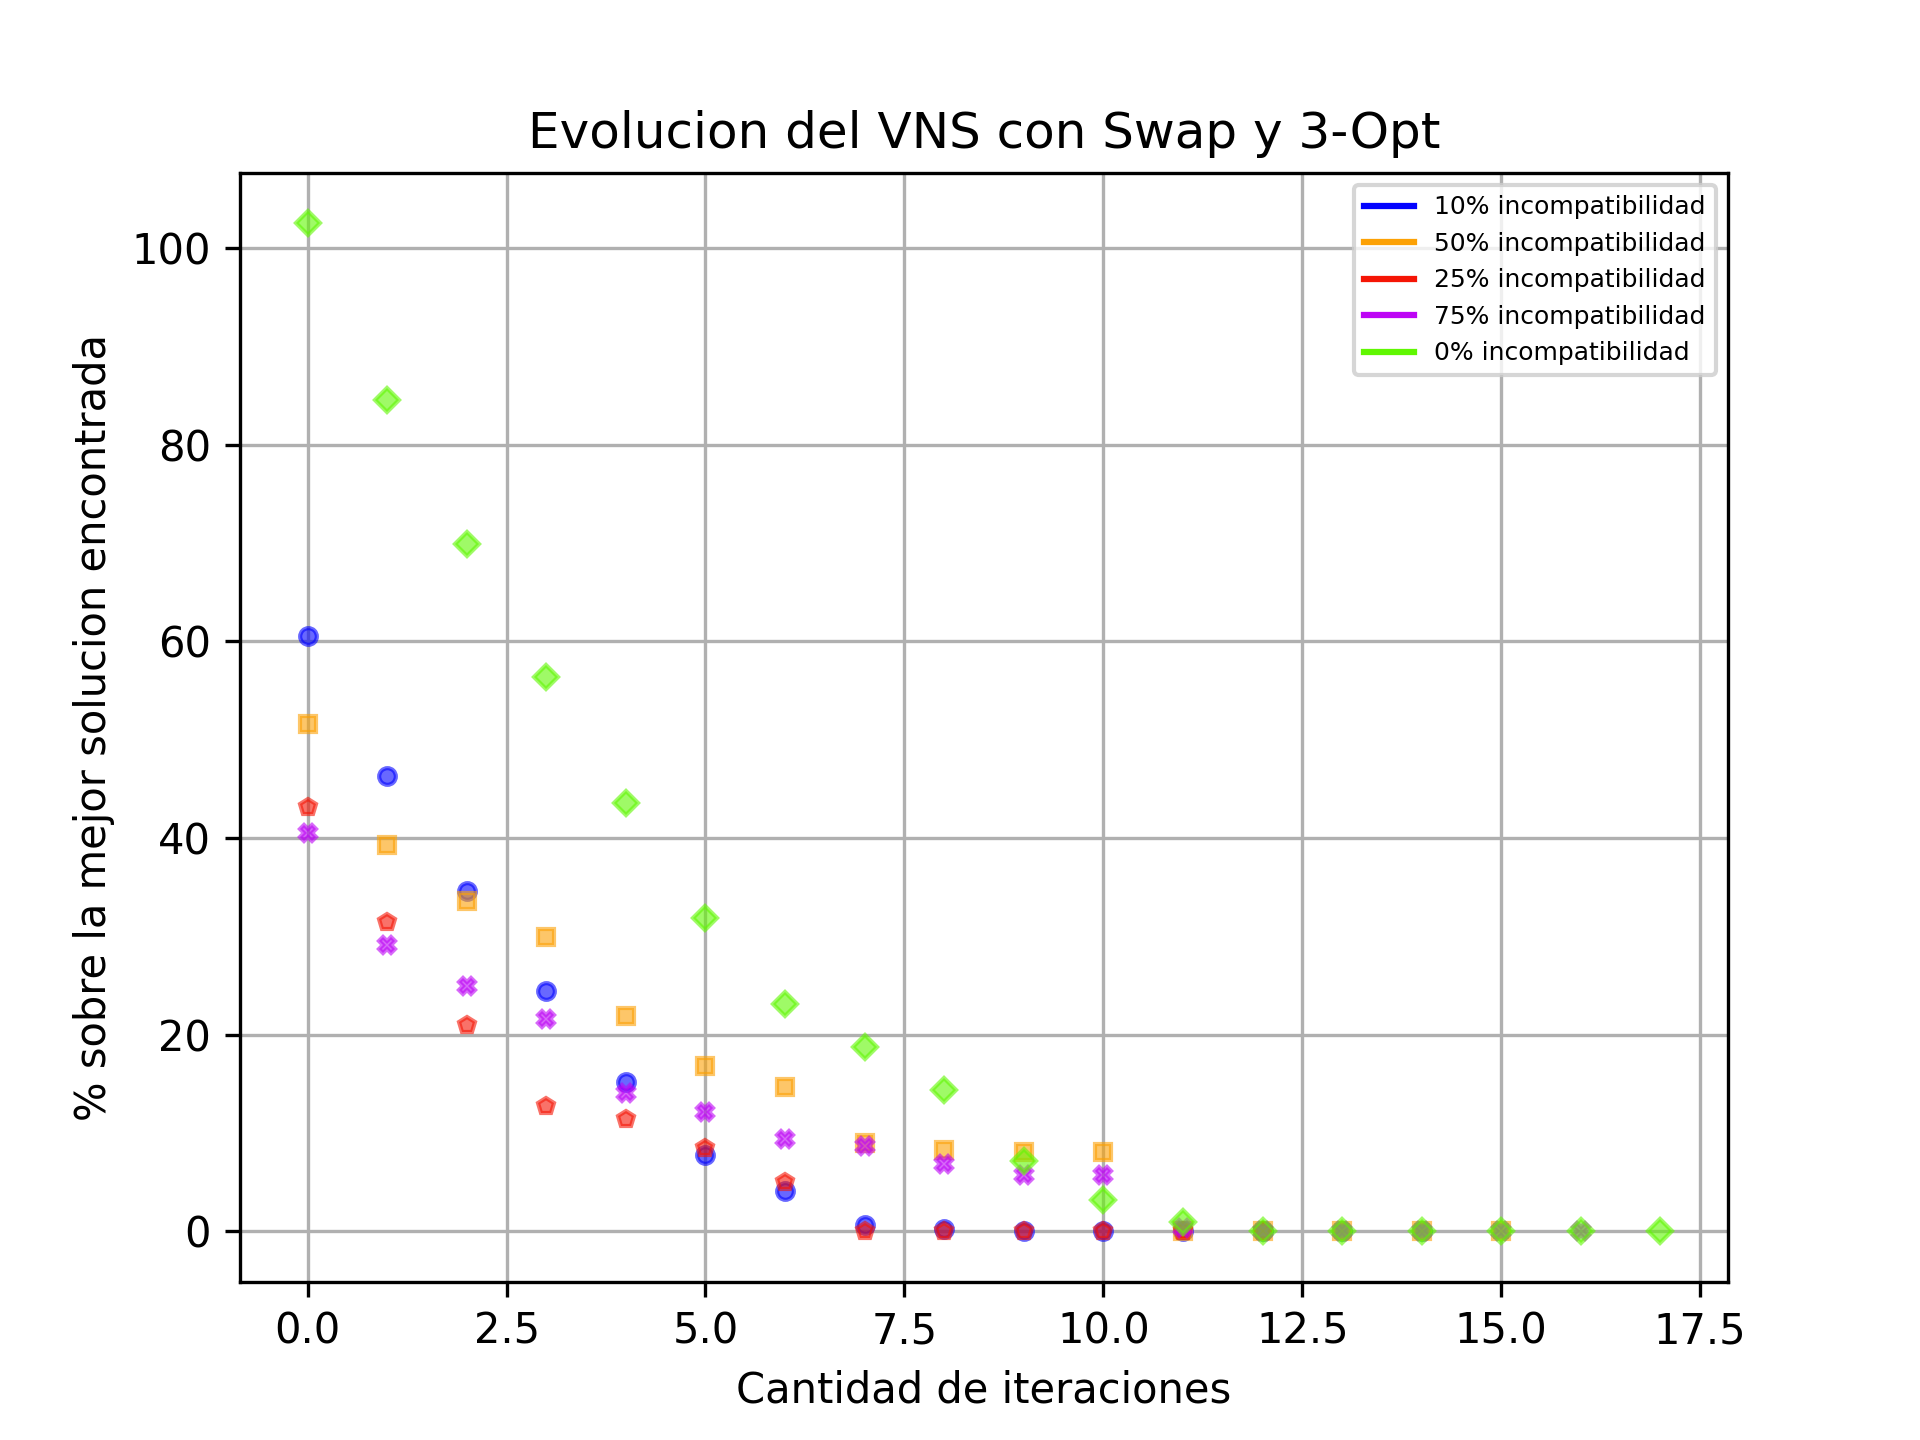 Evolucion del VNS con Swap y 3-Opt
10% incompatibilidad
50% incompatibilidad
25% incompatibilidad
75% incompatibilidad
0% incompatibilidad
% sobre la mejor solucion encontrada
100
80
60
40
20
0
0.0 2.5 5.0 7.5 10.0 12.5 15.0 17.5
Cantidad de iteraciones